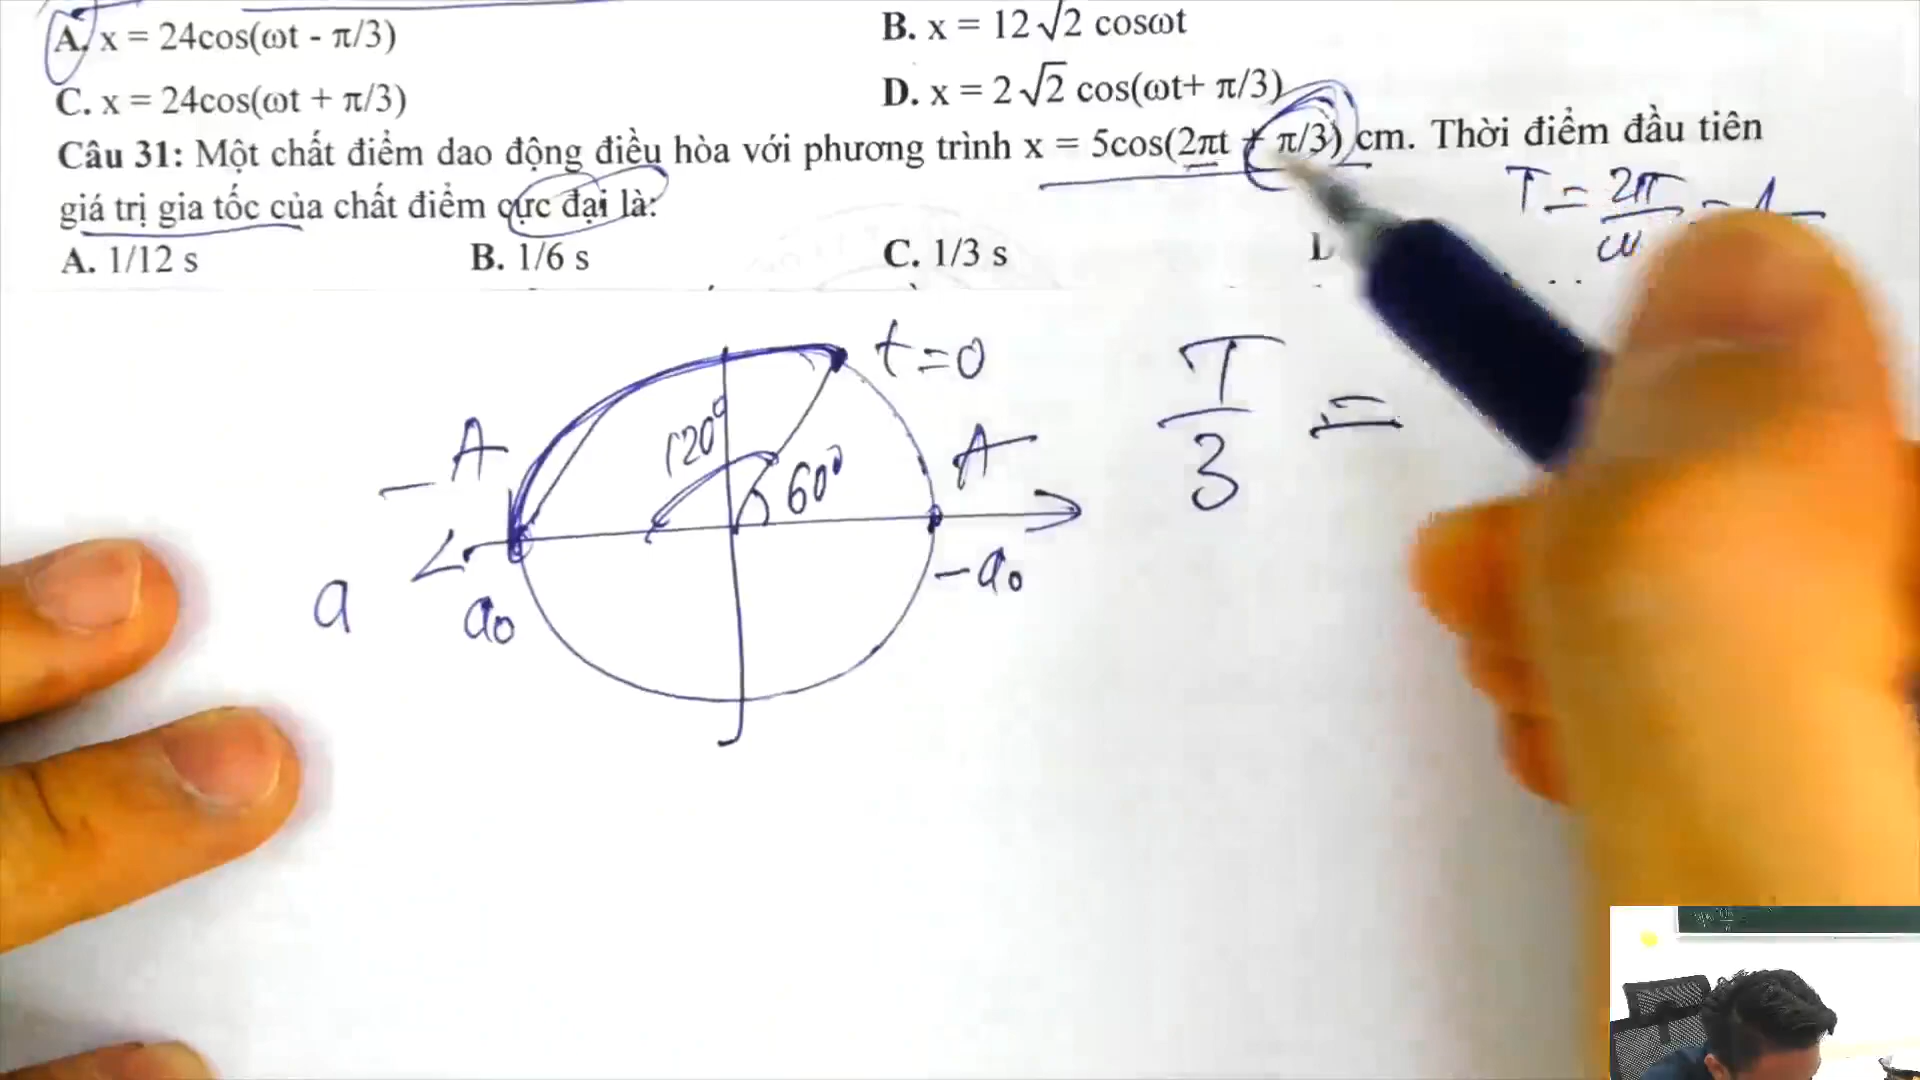 A. x = 24cos(ωt - π/3)
B. x = 12√2 cosωt
C. x = 24cos(ωt + π/3)
D. x = 2√2 cos(ωt+ π/3)
Câu 31: Một chất điểm dao động điều hòa với phương trình x = 5cos(2πt + π/3) cm. Thời điểm đầu tiên
giá trị gia tốc của chất điểm cực đại là:
T = 2π/ω = 1
A. 1/12 s
B. 1/6 s
C. 1/3 s
t=0
T/3 =
-A
120°
60°
A
a
a₀
-a₀